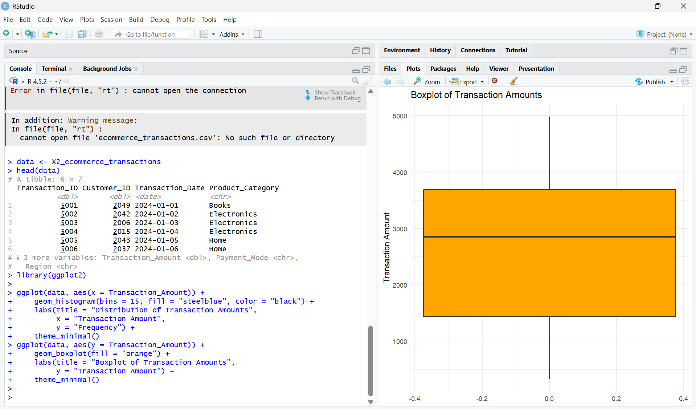 RStudio
File Edit Code View Plots Session Build Debug Profile Tools Help
Go to file/function Addins Project: (None)
Source
Console Terminal Background Jobs
R 4.5.2 · ~/
Error in file(file, "rt") : cannot open the connection
Show Traceback
Rerun with Debug
In addition: Warning message:
In file(file, "rt") :
cannot open file 'ecommerce_transactions.csv': No such file or directory
> data <- X2_ecommerce_transactions
> head(data)
# A tibble: 6 × 7
Transaction_ID Customer_ID Transaction_Date Product_Category
<dbl> <dbl> <date> <chr>
1 5001 2049 2024-01-01 Books
2 5002 2042 2024-01-02 Electronics
3 5003 2006 2024-01-03 Electronics
4 5004 2015 2024-01-04 Electronics
5 5005 2043 2024-01-05 Home
6 5006 2037 2024-01-06 Home
# ℹ 3 more variables: Transaction_Amount <dbl>, Payment_Mode <chr>,
# Region <chr>
> library(ggplot2)
>
> ggplot(data, aes(x = Transaction_Amount)) +
+ geom_histogram(bins = 15, fill = "steelblue", color = "black") +
+ labs(title = "Distribution of Transaction Amounts",
+ x = "Transaction Amount",
+ y = "Frequency") +
+ theme_minimal()
> ggplot(data, aes(y = Transaction_Amount)) +
+ geom_boxplot(fill = "orange") +
+ labs(title = "Boxplot of Transaction Amounts",
+ y = "Transaction Amount") +
+ theme_minimal()
>
>
Environment History Connections Tutorial
Files Plots Packages Help Viewer Presentation
Zoom Export Publish
Boxplot of Transaction Amounts
5000
4000
3000
2000
1000
Transaction Amount
-0.4 -0.2 0.0 0.2 0.4